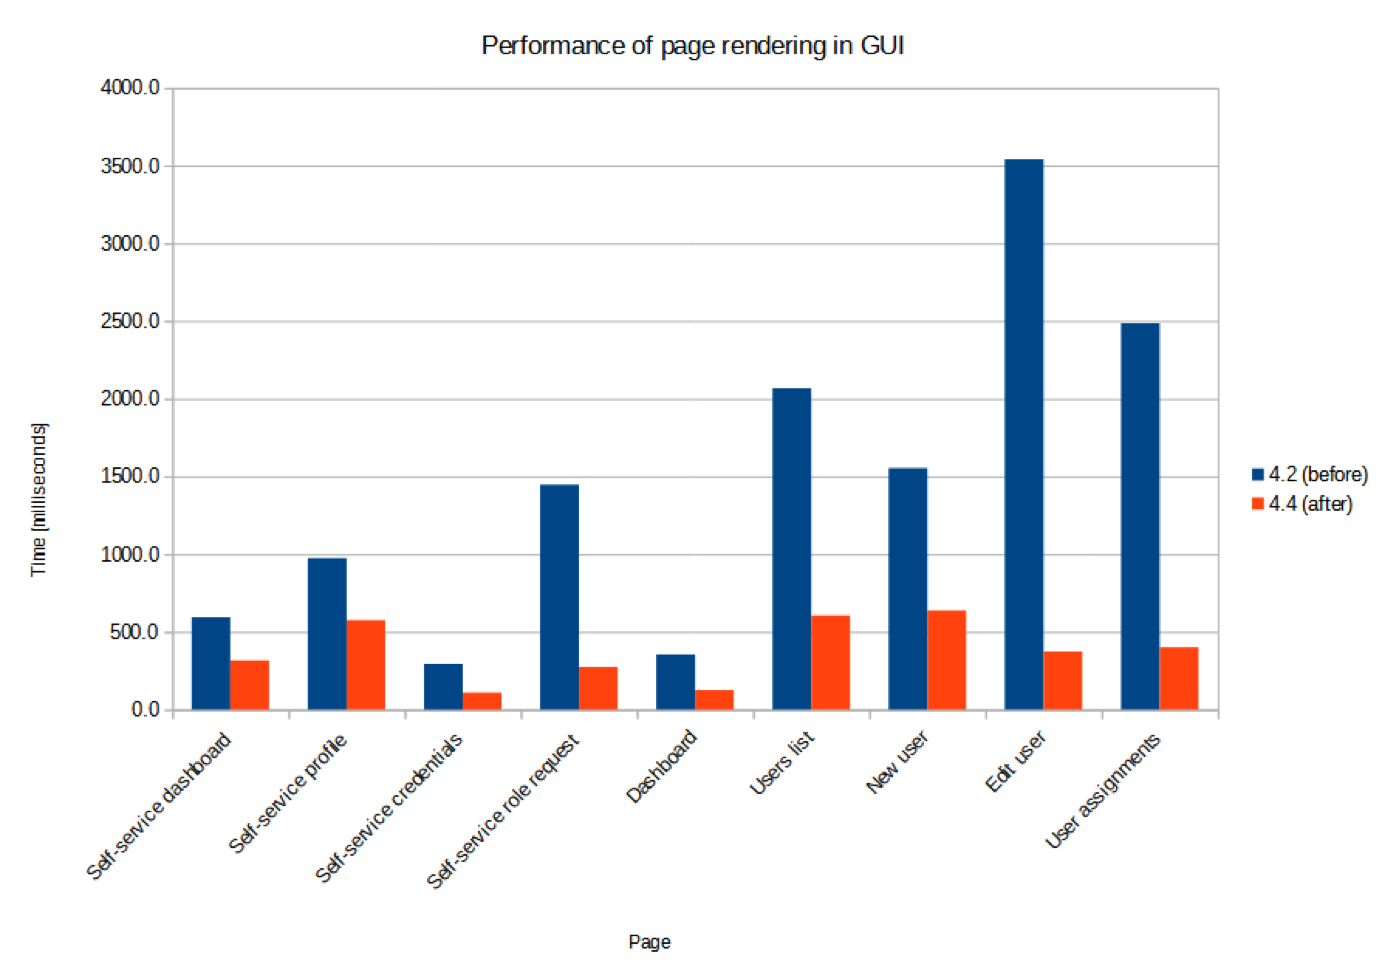 Performance of page rendering in GUI
4000.0
3500.0
3000.0
2500.0
2000.0
1500.0
1000.0
500.0
0.0
Time [milliseconds]
4.2 (before)
4.4 (after)
Self-service dashboard
Self-service profile
Self-service credentials
Self-service role request
Dashboard
Users list
New user
Edit user
User assignments
Page